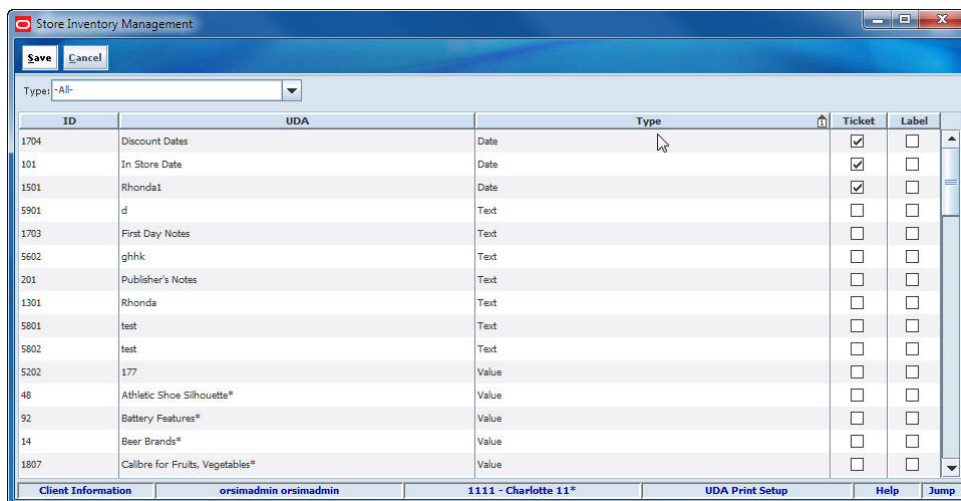 Store Inventory Management
Save Cancel
Type: -All-
ID UDA Type 1 Ticket Label
1704 Discount Dates Date
101 In Store Date Date
1501 Rhonda1 Date
5901 d Text
1703 First Day Notes Text
5602 ghhk Text
201 Publisher's Notes Text
1301 Rhonda Text
5801 test Text
5802 test Text
5202 177 Value
48 Athletic Shoe Silhouette* Value
92 Battery Features* Value
14 Beer Brands* Value
1807 Calibre for Fruits, Vegetables* Value
Client Information orsimadmin orsimadmin 1111 - Charlotte 11* UDA Print Setup Help Jump